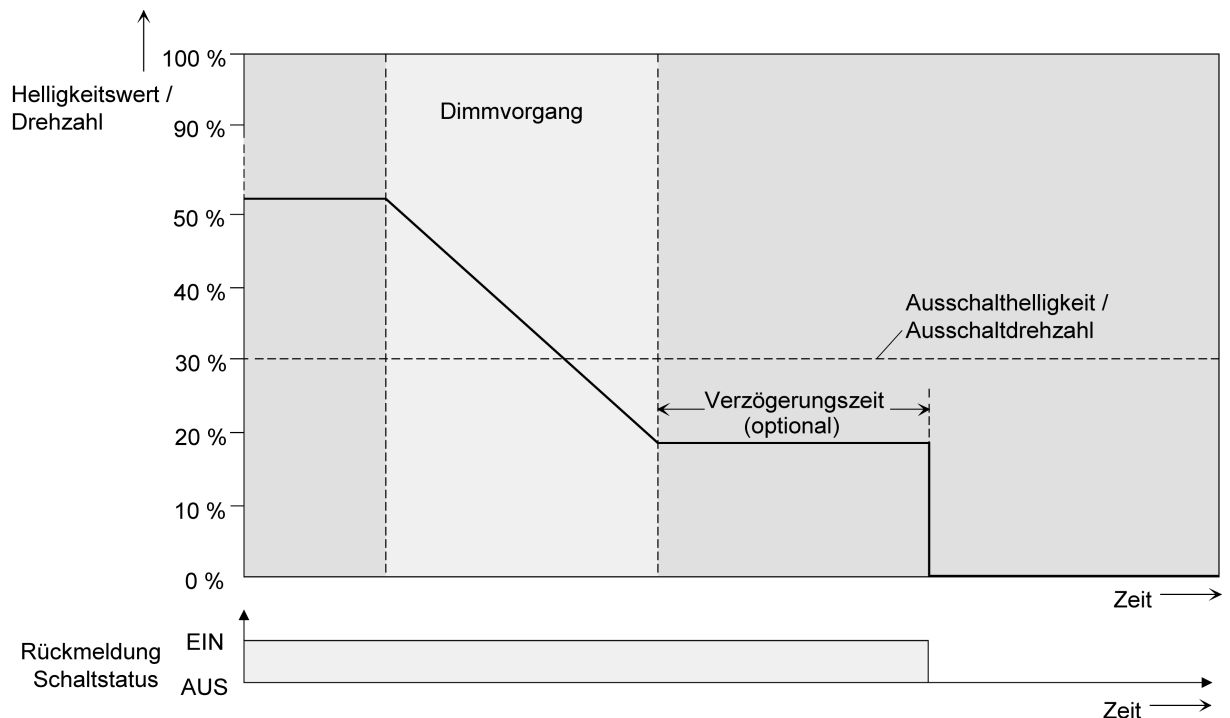 100 %
Helligkeitswert /
Drehzahl
Dimmvorgang
90 %
50 %
40 %
Ausschalthelligkeit /
Ausschaltdrehzahl
30 %
Verzögerungszeit
(optional)
20 %
10 %
0 %
Zeit
Rückmeldung
Schaltstatus
EIN
AUS
Zeit